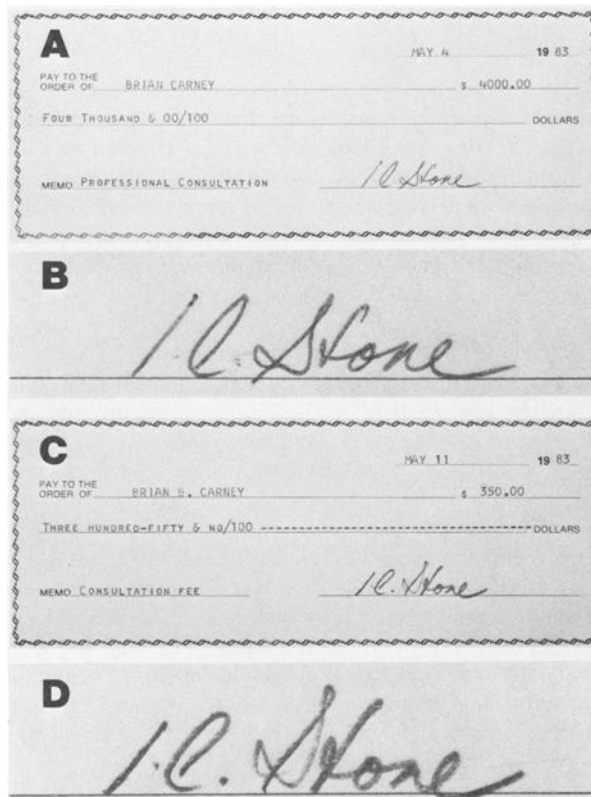 A
MAY 4 19 83
PAY TO THE
ORDER OF BRIAN CARNEY $ 4000.00
FOUR THOUSAND & 00/100 DOLLARS
MEMO PROFESSIONAL CONSULTATION I.C. Stone
B
I.C. Stone
C
MAY 11 19 83
PAY TO THE
ORDER OF BRIAN B. CARNEY $ 350.00
THREE HUNDRED-FIFTY & NO/100 ------------------------------------ DOLLARS
MEMO CONSULTATION FEE I.C. Stone
D
I.C. Stone